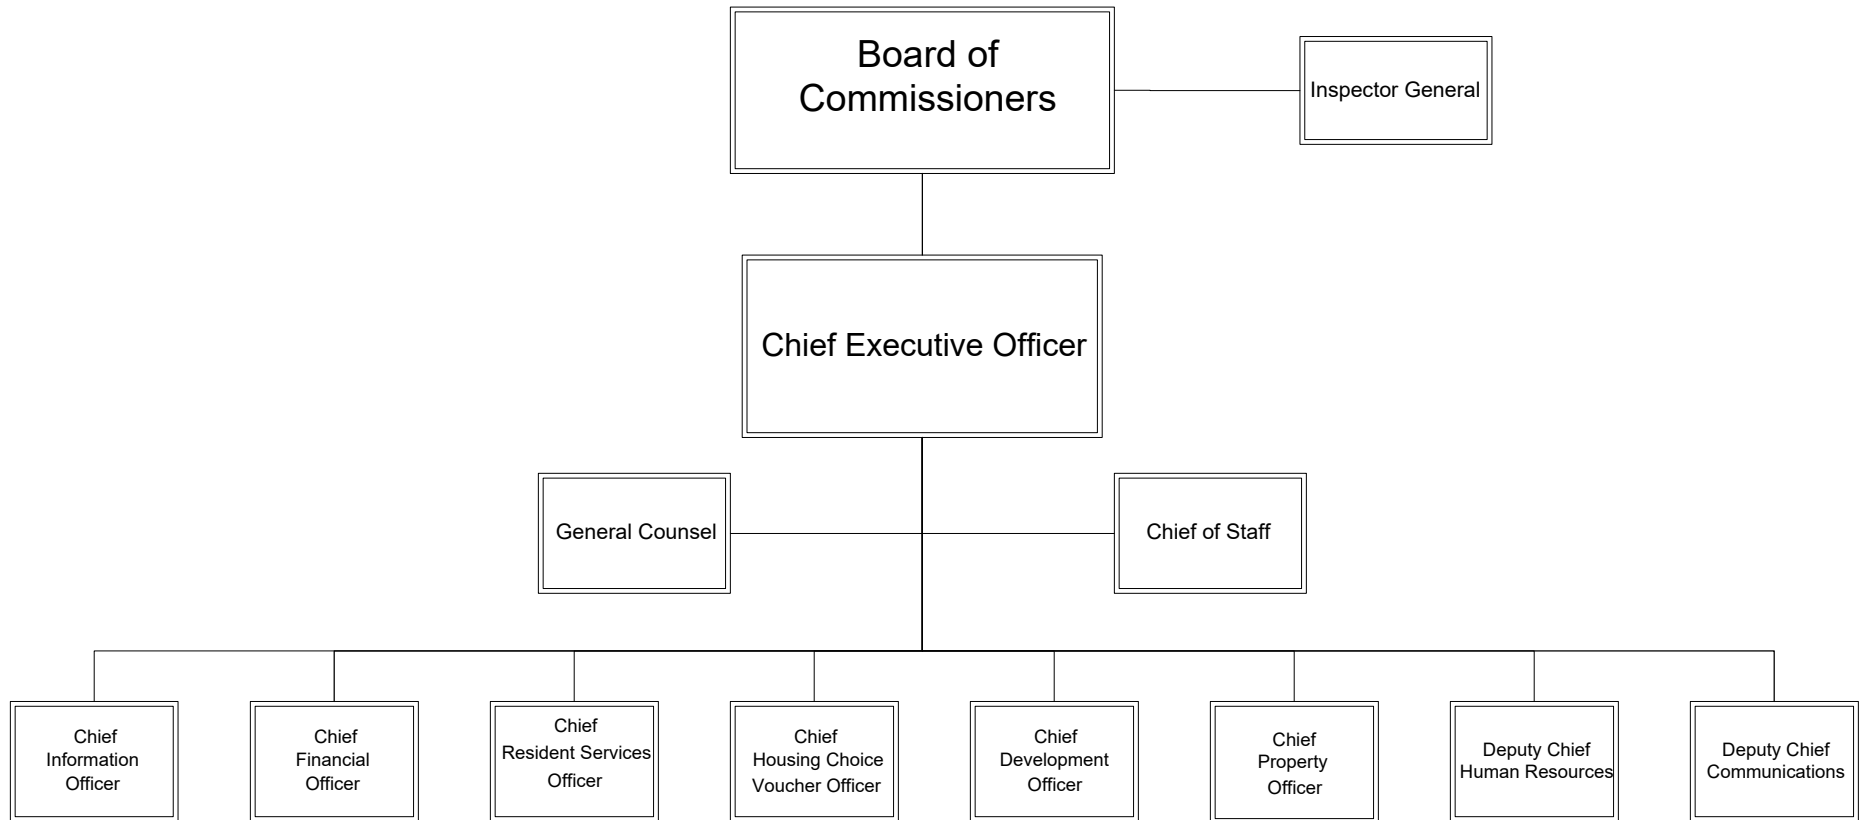 Board of
Commissioners
Inspector General
Chief Executive Officer
General Counsel
Chief of Staff
Chief
Information
Officer
Chief
Financial
Officer
Chief
Resident Services
Officer
Chief
Housing Choice
Voucher Officer
Chief
Development
Officer
Chief
Property
Officer
Deputy Chief
Human Resources
Deputy Chief
Communications